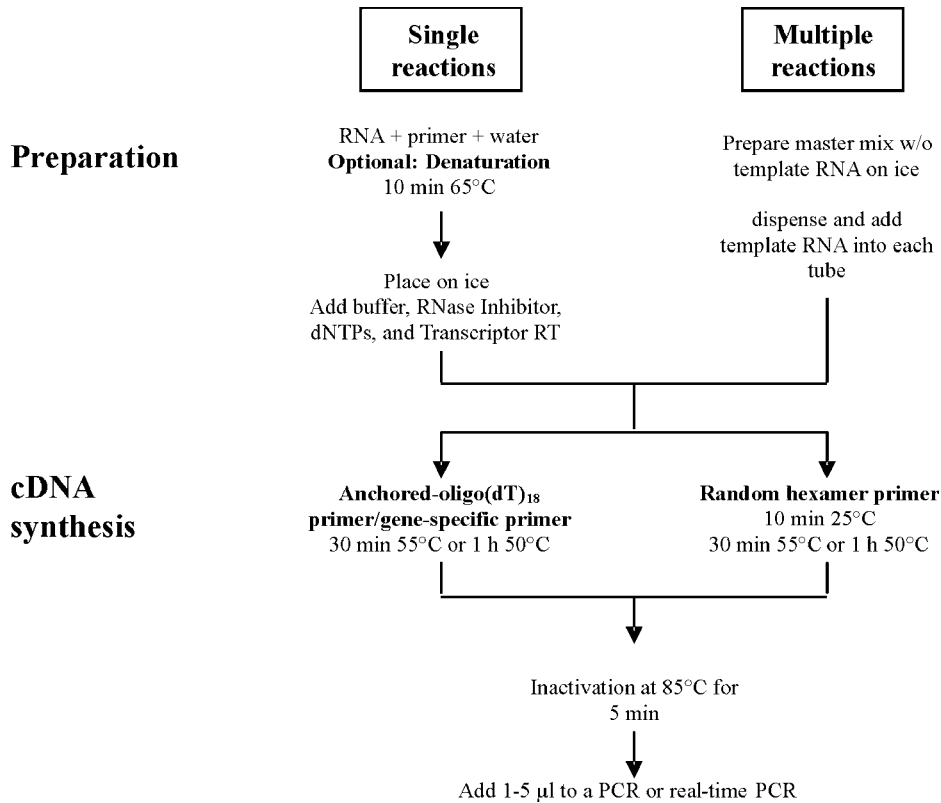 Single
reactions
Multiple
reactions
Preparation
RNA + primer + water
Optional: Denaturation
10 min 65°C
Prepare master mix w/o
template RNA on ice
dispense and add
template RNA into each
tube
Place on ice
Add buffer, RNase Inhibitor,
dNTPs, and Transcriptor RT
cDNA
synthesis
Anchored-oligo(dT)₁₈
primer/gene-specific primer
30 min 55°C or 1 h 50°C
Random hexamer primer
10 min 25°C
30 min 55°C or 1 h 50°C
Inactivation at 85°C for
5 min
Add 1-5 µl to a PCR or real-time PCR